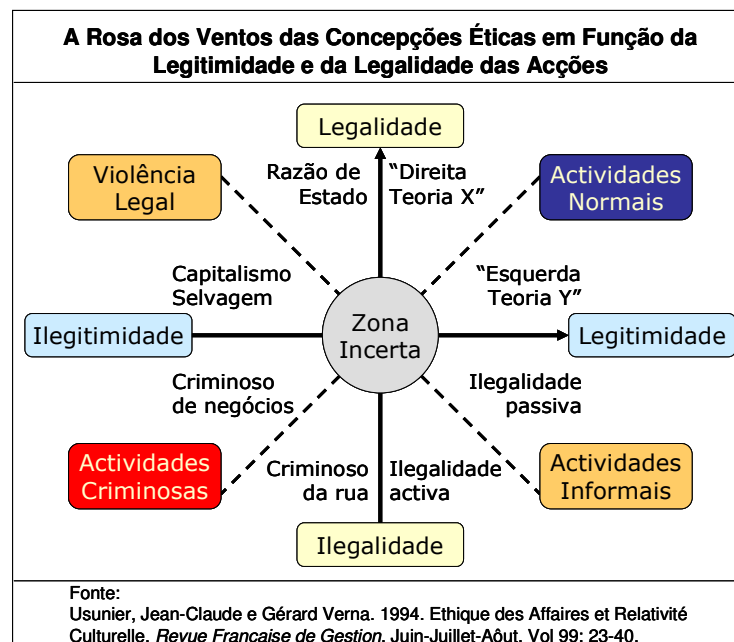 A Rosa dos Ventos das Concepções Éticas em Função da
Legitimidade e da Legalidade das Acções
Legalidade
Violência
Legal
Razão de
Estado
“Direita
Teoria X”
Actividades
Normais
Capitalismo
Selvagem
“Esquerda
Teoria Y”
Ilegitimidade
Zona
Incerta
Legitimidade
Criminoso
de negócios
Ilegalidade
passiva
Actividades
Criminosas
Criminoso
da rua
Ilegalidade
activa
Actividades
Informais
Ilegalidade
Fonte:
Usunier, Jean-Claude e Gérard Verna. 1994. Ethique des Affaires et Relativité
Culturelle. Revue Française de Gestion. Juin-Juillet-Aôut. Vol 99: 23-40.